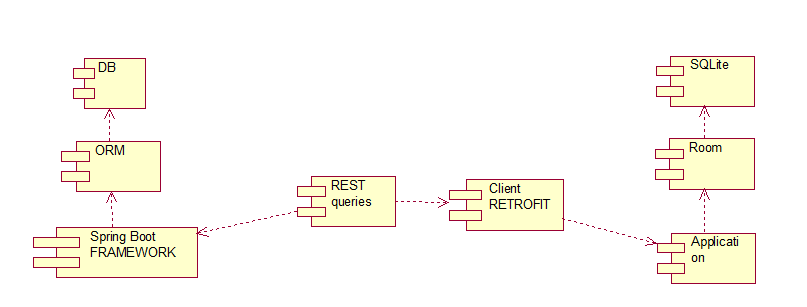 DB
SQLite
ORM
Room
REST
queries
Client
RETROFIT
Spring Boot
FRAMEWORK
Applicati
on